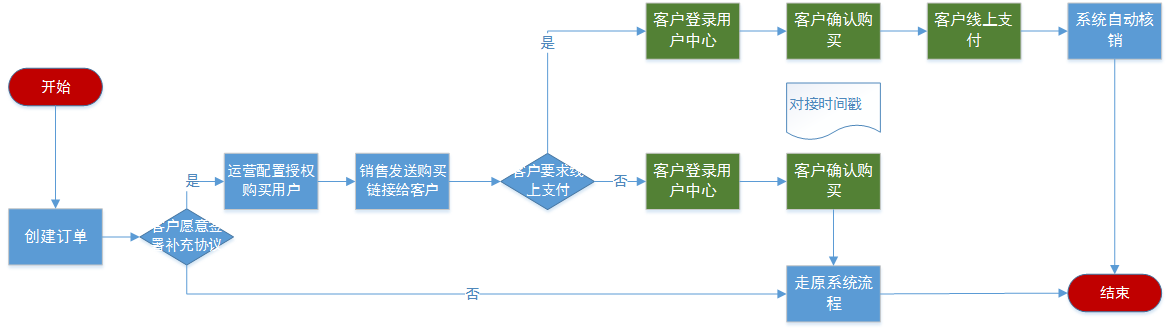 开始
创建订单
客户愿意签
署补充协议
是
运营配置授权
购买用户
销售发送购买
链接给客户
客户要求线
上支付
是
客户登录用
户中心
客户确认购
买
客户线上支
付
系统自动核
销
对接时间戳
否
客户登录用
户中心
客户确认购
买
否
走原系统流
程
结束